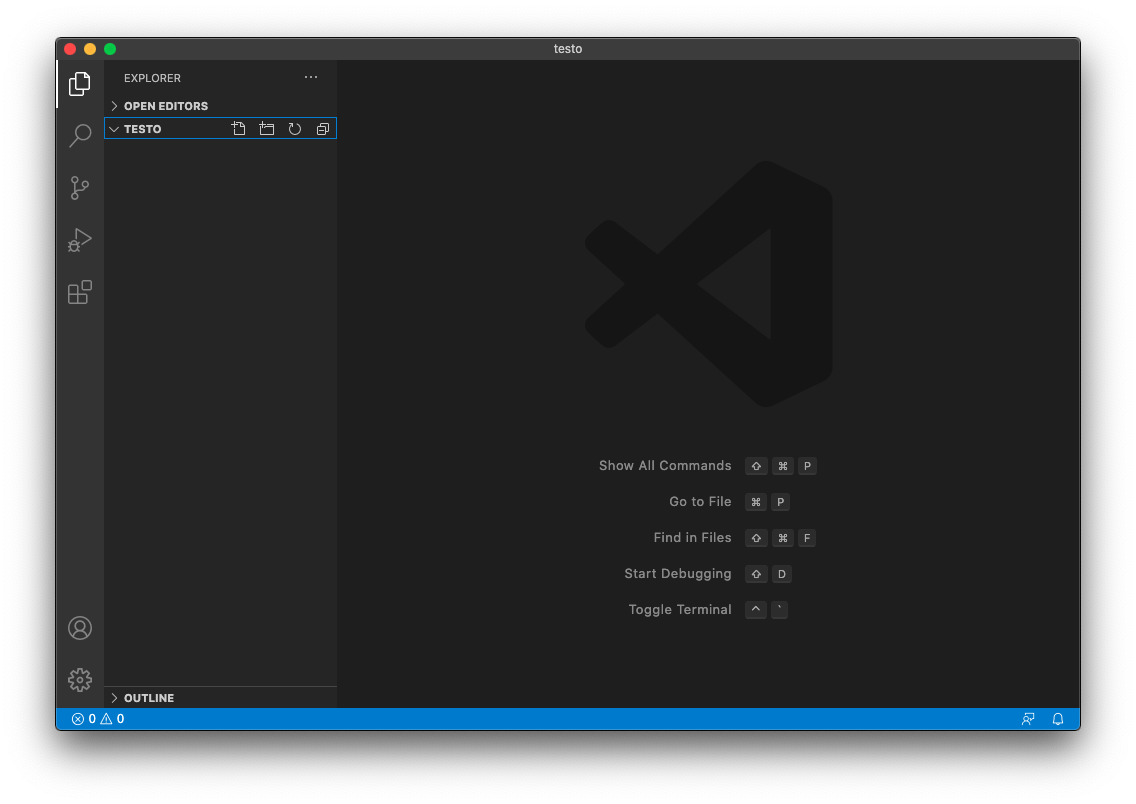 testo
EXPLORER ...
OPEN EDITORS
TESTO
Show All Commands ⇧ ⌘ P
Go to File ⌘ P
Find in Files ⇧ ⌘ F
Start Debugging ⇧ D
Toggle Terminal ^ `
OUTLINE
0 0